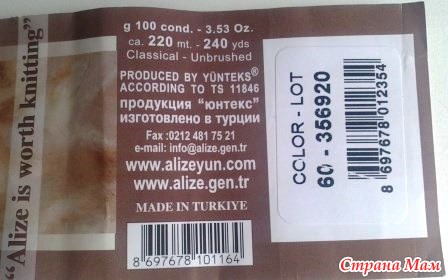 "Alize is worth knitting"
g 100 cond. - 3.53 Oz.
ca. 220 mt. - 240 yds
Classical - Unbrushed
PRODUCED BY YÜNTEKS®
ACCORDING TO TS 11846
продукция "юнтекс"
изготовлено в турции
Fax :0212 481 75 21
e-mail: info@alize.gen.tr
www.alizeyun.com
www.alize.gen.tr
MADE IN TURKIYE
8 697678 101164
COLOR - LOT
60 - 356920
8 697678 012354
Страна Мам